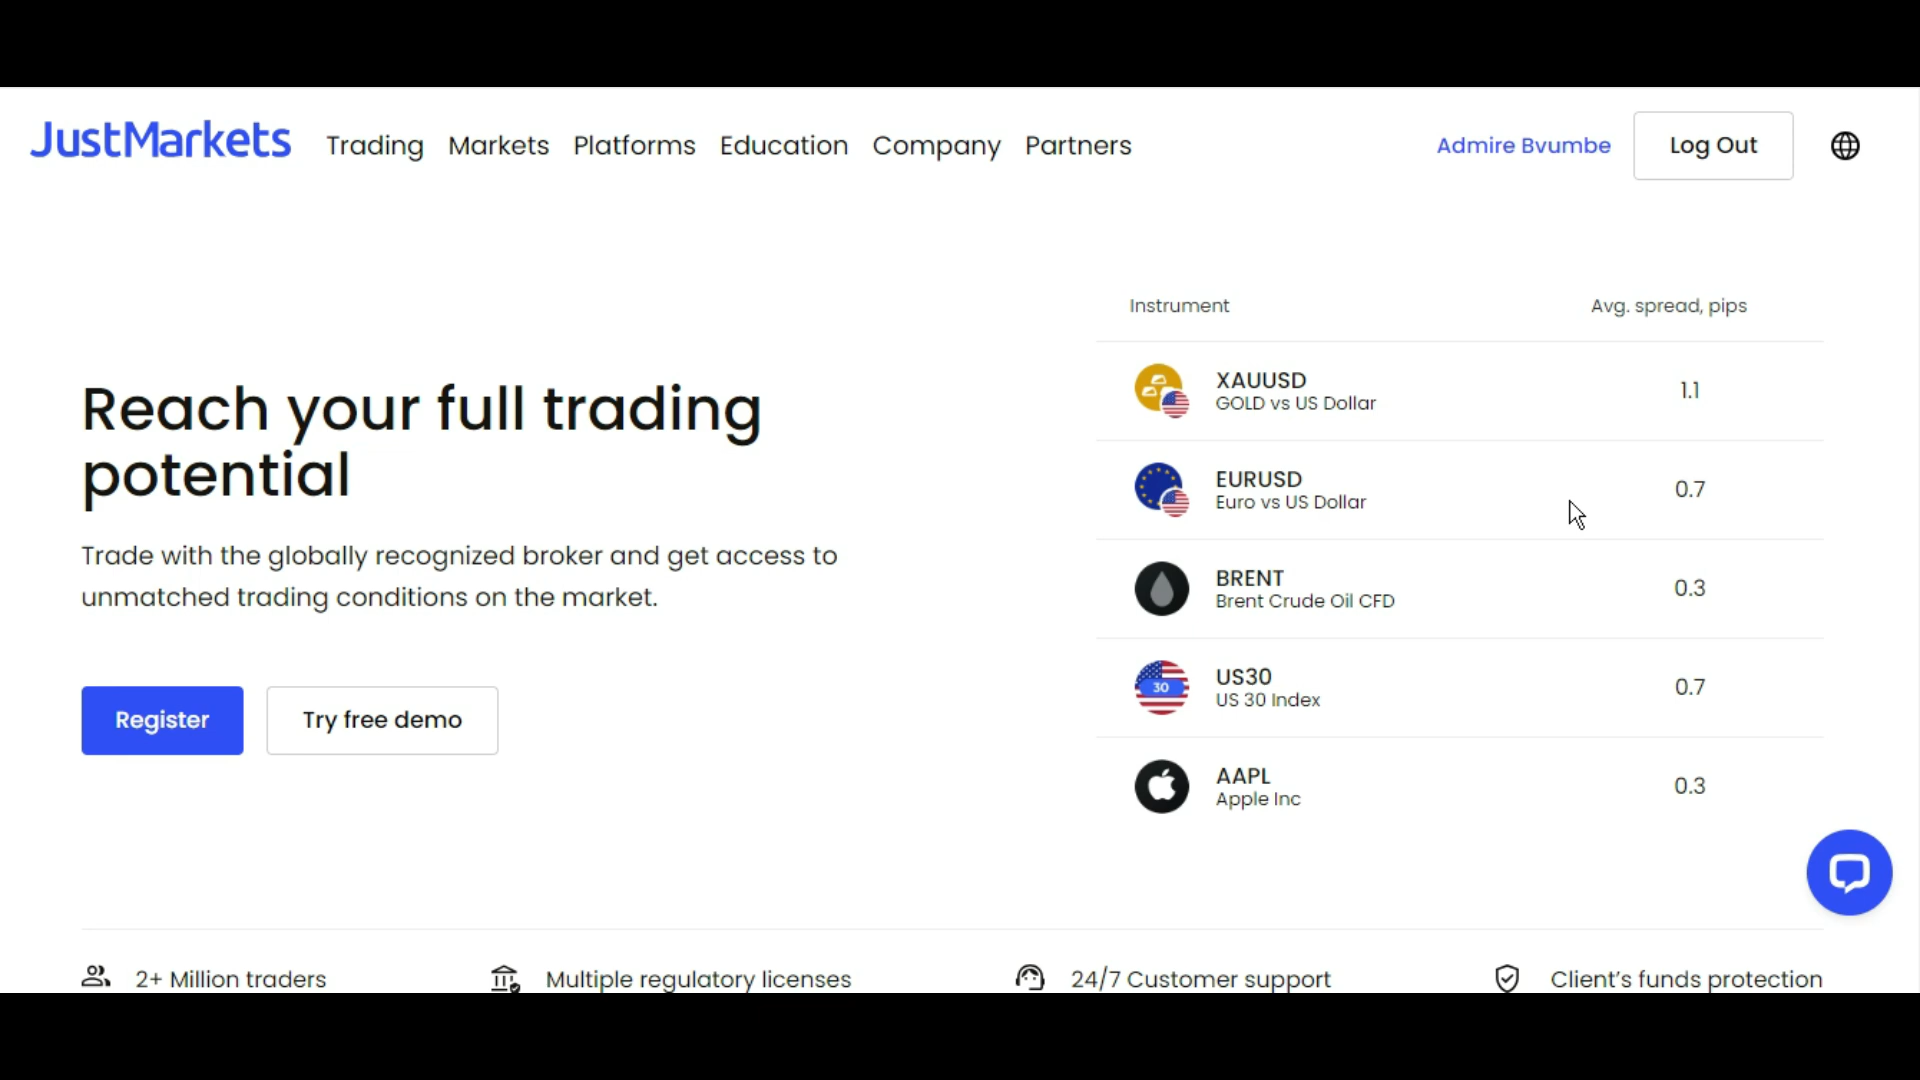 JustMarkets Trading Markets Platforms Education Company Partners Admire Bvumbe Log Out
Reach your full trading
potential
Trade with the globally recognized broker and get access to
unmatched trading conditions on the market.
Register Try free demo
Instrument Avg. spread, pips
XAUUSD
GOLD vs US Dollar
1.1
EURUSD
Euro vs US Dollar
0.7
BRENT
Brent Crude Oil CFD
0.3
30
US30
US 30 Index
0.7
AAPL
Apple Inc
0.3
2+ Million traders Multiple regulatory licenses 24/7 Customer support Client's funds protection